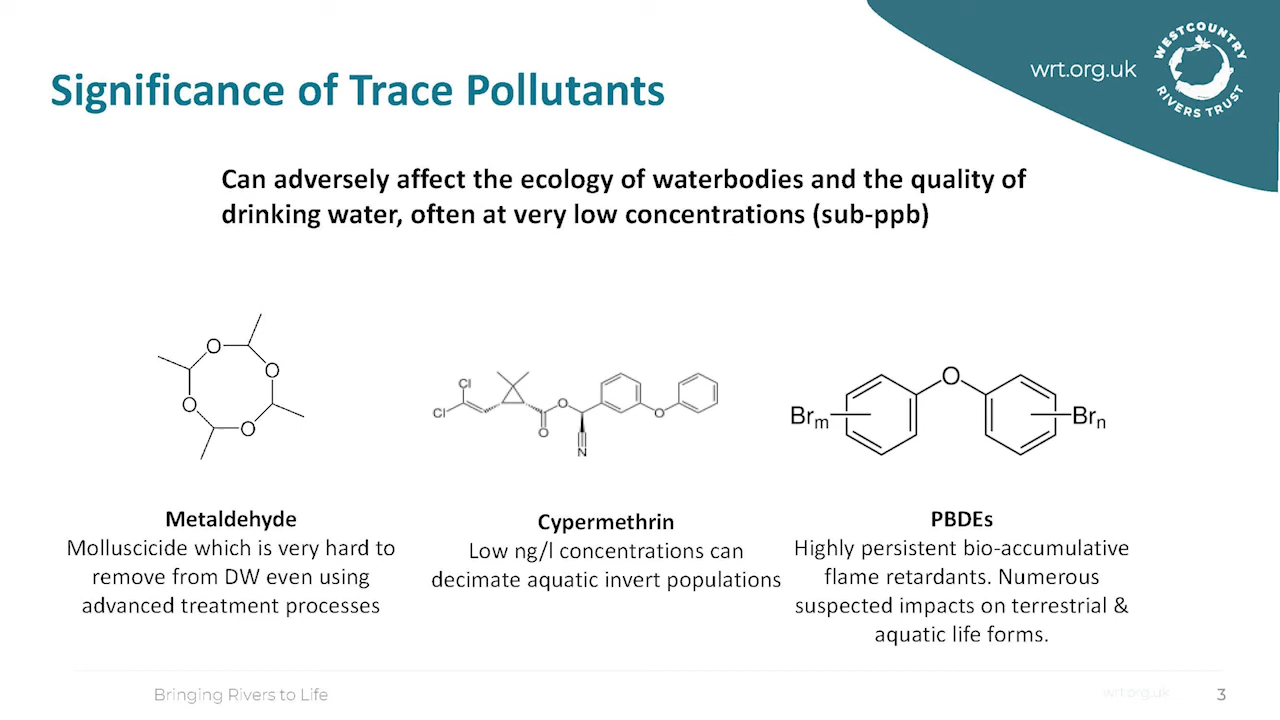 wrt.org.uk
WESTCOUNTRY
RIVERS TRUST
Significance of Trace Pollutants
Can adversely affect the ecology of waterbodies and the quality of
drinking water, often at very low concentrations (sub-ppb)
O
O
O
O
Cl
Cl
O
O
N
O
O
Brm
Brn
Metaldehyde
Molluscicide which is very hard to
remove from DW even using
advanced treatment processes
Cypermethrin
Low ng/l concentrations can
decimate aquatic invert populations
PBDEs
Highly persistent bio-accumulative
flame retardants. Numerous
suspected impacts on terrestrial &
aquatic life forms.
Bringing Rivers to Life
wrt.org.uk
3